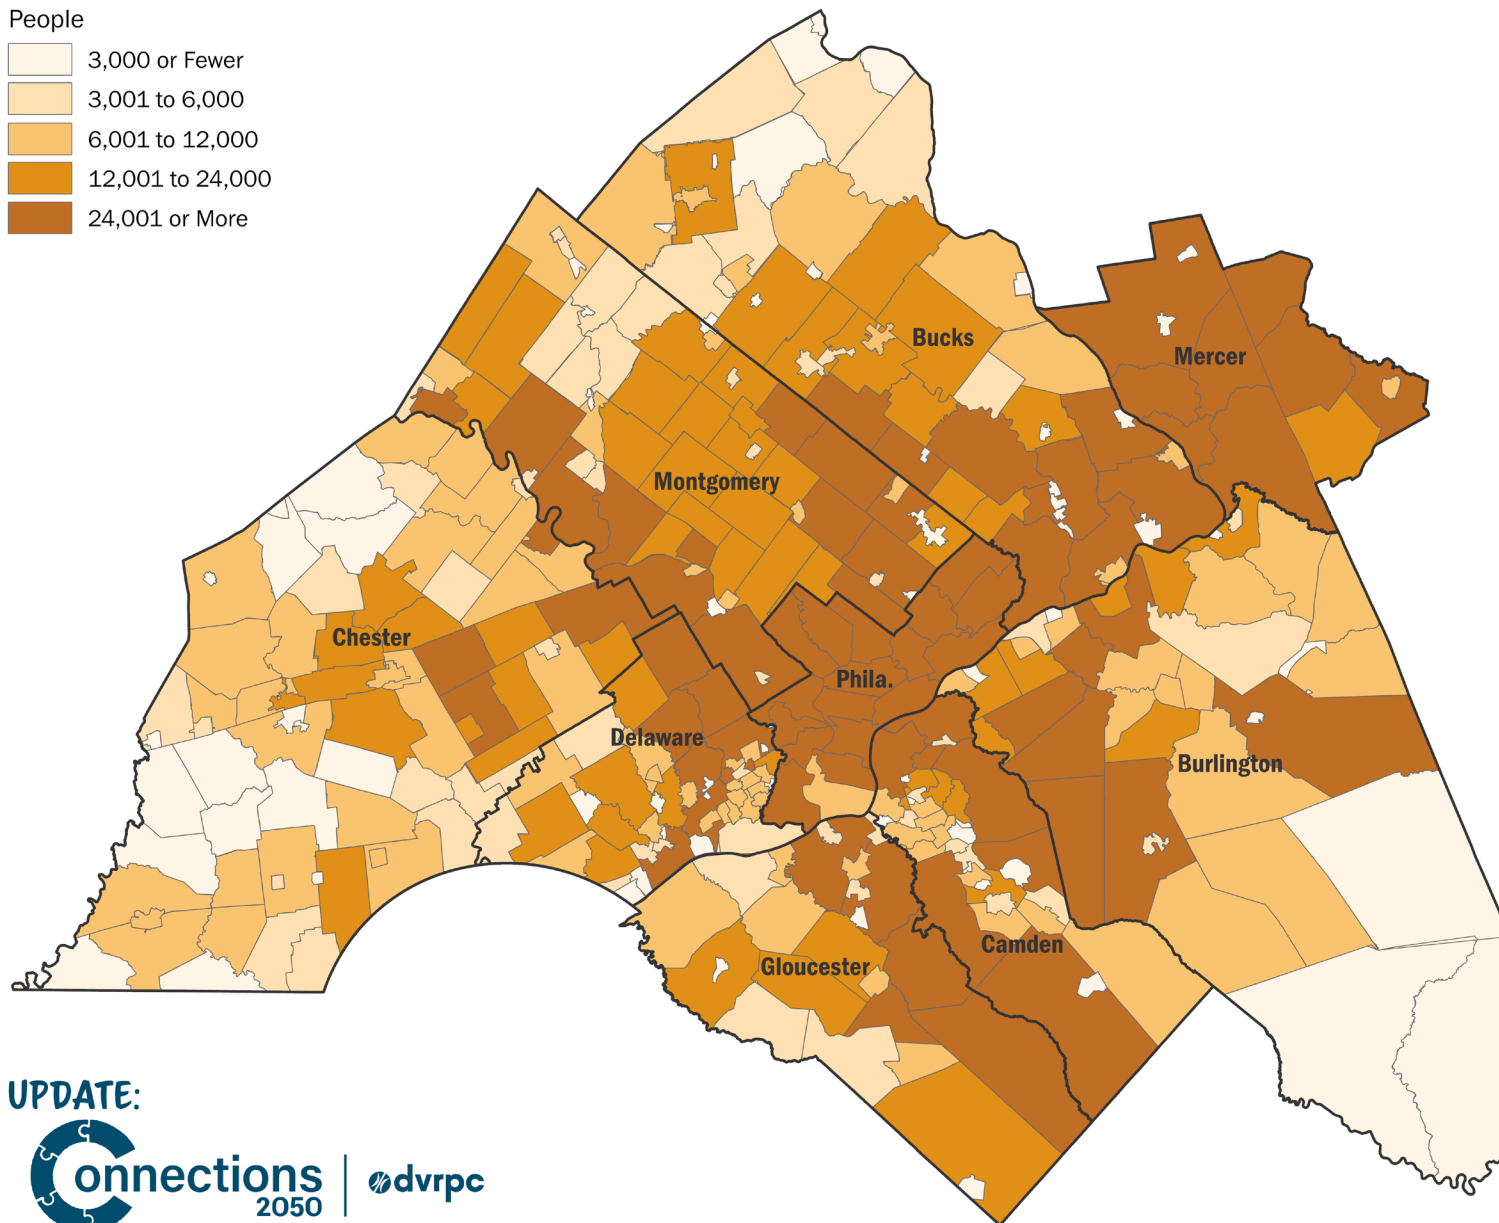 People
3,000 or Fewer
3,001 to 6,000
6,001 to 12,000
12,001 to 24,000
24,001 or More
Bucks
Mercer
Montgomery
Chester
Phila.
Delaware
Burlington
Camden
Gloucester
UPDATE:
Connections
2050
dvrpc